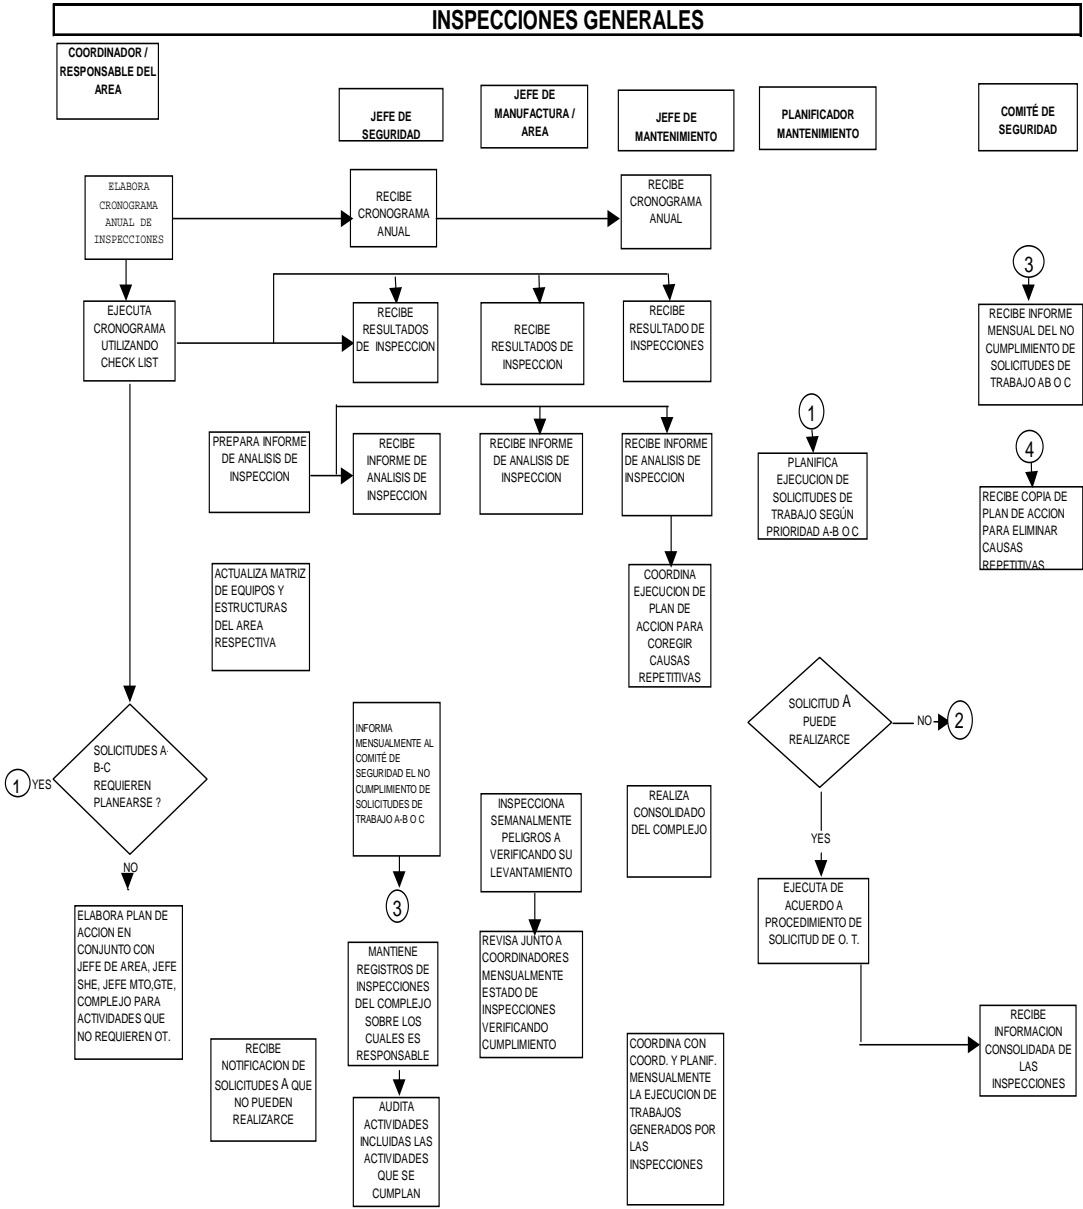 INSPECCIONES GENERALES
COORDINADOR /
RESPONSABLE DEL
AREA
JEFE DE
SEGURIDAD
JEFE DE
MANUFACTURA /
AREA
JEFE DE
MANTENIMIENTO
PLANIFICADOR
MANTENIMIENTO
COMITÉ DE
SEGURIDAD
ELABORA
CRONOGRAMA
ANUAL DE
INSPECCIONES
RECIBE
CRONOGRAMA
ANUAL
RECIBE
CRONOGRAMA
ANUAL
3
EJECUTA
CRONOGRAMA
UTILIZANDO
CHECK LIST
RECIBE
RESULTADOS
DE INSPECCION
RECIBE
RESULTADOS DE
INSPECCION
RECIBE
RESULTADO DE
INSPECCIONES
RECIBE INFORME
MENSUAL DEL NO
CUMPLIMIENTO DE
SOLICITUDES DE
TRABAJO AB O C
1
4
PREPARA INFORME
DE ANALISIS DE
INSPECCION
RECIBE
INFORME DE
ANALISIS DE
INSPECCION
RECIBE INFORME
DE ANALISIS DE
INSPECCION
RECIBE INFORME
DE ANALISIS DE
INSPECCION
PLANIFICA
EJECUCION DE
SOLICITUDES DE
TRABAJO SEGÚN
PRIORIDAD A-B O C
RECIBE COPIA DE
PLAN DE ACCION
PARA ELIMINAR
CAUSAS
REPETITIVAS
ACTUALIZA MATRIZ
DE EQUIPOS Y
ESTRUCTURAS
DEL AREA
RESPECTIVA
COORDINA
EJECUCION DE
PLAN DE
ACCION PARA
COREGIR
CAUSAS
REPETITIVAS
SOLICITUD A
PUEDE
REALIZARCE
NO
2
YES
SOLICITUDES A-
B-C
REQUIEREN
PLANEARSE ?
1
YES
NO
INFORMA
MENSUALMENTE AL
COMITÉ DE
SEGURIDAD EL NO
CUMPLIMIENTO DE
SOLICITUDES DE
TRABAJO A-B O C
3
INSPECCIONA
SEMANALMENTE
PELIGROS A
VERIFICANDO SU
LEVANTAMIENTO
REALIZA
CONSOLIDADO
DEL COMPLEJO
EJECUTA DE
ACUERDO A
PROCEDIMIENTO DE
SOLICITUD DE O. T.
ELABORA PLAN DE
ACCION EN
CONJUNTO CON
JEFE DE AREA, JEFE
SHE, JEFE MTO,GTE,
COMPLEJO PARA
ACTIVIDADES QUE
NO REQUIEREN OT.
MANTIENE
REGISTROS DE
INSPECCIONES
DEL COMPLEJO
SOBRE LOS
CUALES ES
RESPONSABLE
REVISA JUNTO A
COORDINADORES
MENSUALMENTE
ESTADO DE
INSPECCIONES
VERIFICANDO
CUMPLIMIENTO
RECIBE
INFORMACION
CONSOLIDADA DE
LAS
INSPECCIONES
RECIBE
NOTIFICACION DE
SOLICITUDES A QUE
NO PUEDEN
REALIZARCE
COORDINA CON
COORD. Y PLANIF.
MENSUALMENTE
LA EJECUCION DE
TRABAJOS
GENERADOS POR
LAS
INSPECCIONES
AUDITA
ACTIVIDADES
INCLUIDAS LAS
ACTIVIDADES
QUE SE
CUMPLAN